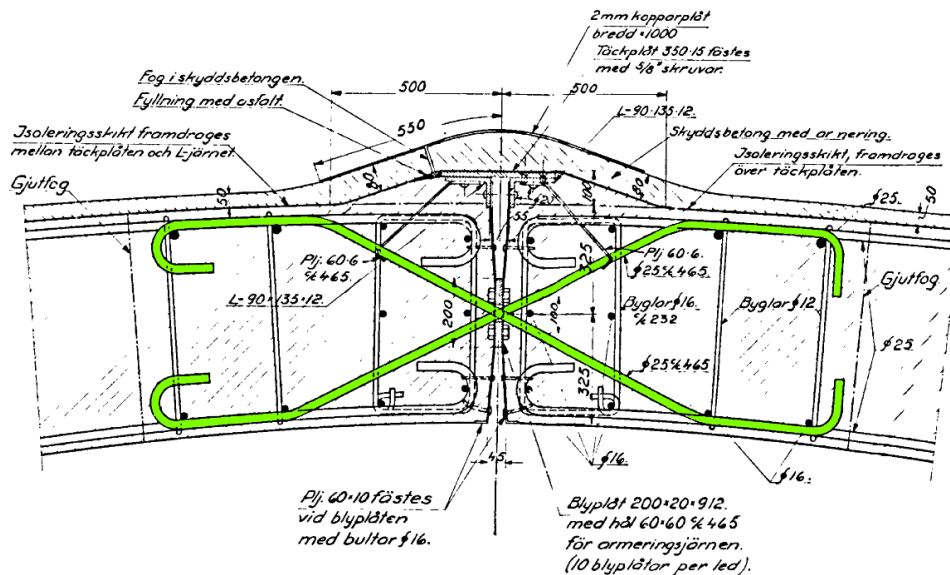 2mm kopparplåt
bredd=1000
Täckplåt 350·15 fästes
med 5/8" skruvar.
Fog i skyddsbetongen.
Fyllning med asfalt.
500
500
L-90·135·12.
550
Isoleringsskikt framdrages
mellan täckplåten och L-järnet.
Skyddsbetong med armering.
Isoleringsskikt, framdrages
över täckplåten.
Gjutfog
50
80
100
80
φ25.
50
55
Plj. 60·6
c/c 465.
L-90·135·12.
325
Plj 60·6.
φ25 c/c 465.
Byglar φ16.
c/c 232
Byglar φ12
Gjutfog
200
100
φ25
φ25 c/c 465
325
45
φ16.
φ16.
Plj. 60·10 fästes
vid blyplåten
med bultar φ16.
Blyplåt 200·20·912.
med hål 60·60 c/c 465
för armeringsjärnen.
(10 blyplåtar per led).